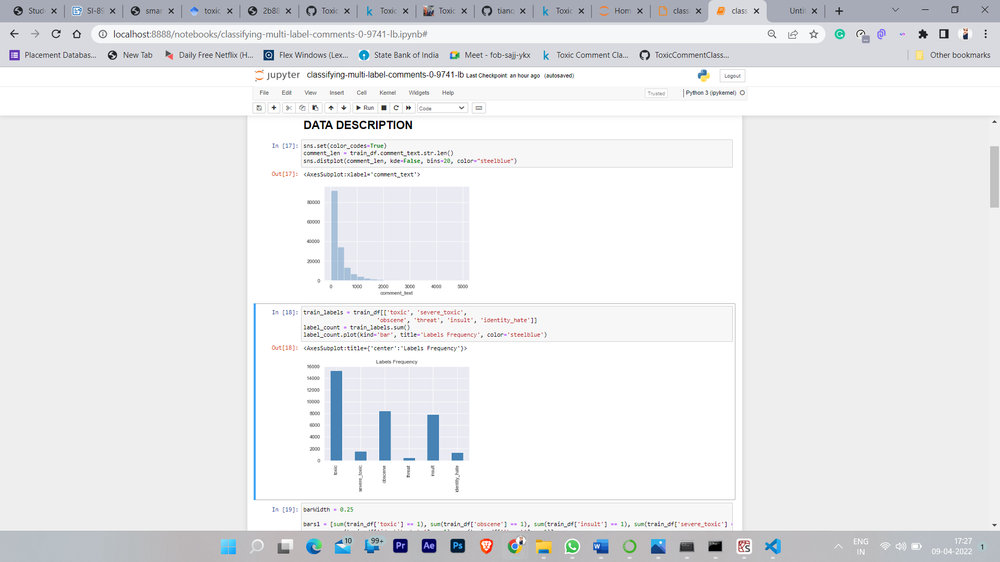 Stude
SI-89
smar
toxic
2b88
Toxic
Toxic
Toxic
tianq
Toxic
Hom
class
class
Untit
localhost:8888/notebooks/classifying-multi-label-comments-0-9741-lb.ipynb#
Placement Databas...
New Tab
Daily Free Netflix (H...
Flex Windows (Lex...
State Bank of India
Meet - fob-sajj-ykx
Toxic Comment Cla...
ToxicCommentClass...
Other bookmarks
jupyter classifying-multi-label-comments-0-9741-lb Last Checkpoint: an hour ago (autosaved)
Logout
File Edit View Insert Cell Kernel Widgets Help
Trusted
Python 3 (ipykernel)
Run
Code
DATA DESCRIPTION
In [17]: sns.set(color_codes=True)
comment_len = train_df.comment_text.str.len()
sns.distplot(comment_len, kde=False, bins=20, color="steelblue")
Out[17]: <AxesSubplot:xlabel='comment_text'>
80000
60000
40000
20000
0
0 1000 2000 3000 4000 5000
comment_text
In [18]: train_labels = train_df[['toxic', 'severe_toxic',
'obscene', 'threat', 'insult', 'identity_hate']]
label_count = train_labels.sum()
label_count.plot(kind='bar', title='Labels Frequency', color='steelblue')
Out[18]: <AxesSubplot:title={'center':'Labels Frequency'}>
Labels Frequency
16000
14000
12000
10000
8000
6000
4000
2000
0
toxic
severe_toxic
obscene
threat
insult
identity_hate
In [19]: barWidth = 0.25
bars1 = [sum(train_df['toxic'] == 1), sum(train_df['obscene'] == 1), sum(train_df['insult'] == 1), sum(train_df['severe_toxic'] =
10
99+
Pr
Ae
Ps
ENG
IN
17:27
09-04-2022
1